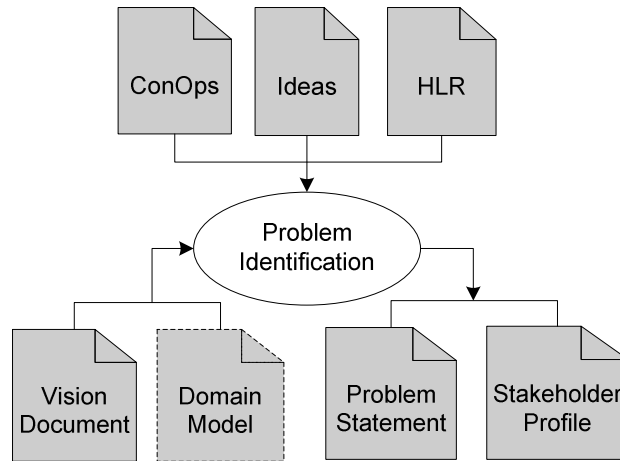 ConOps
Ideas
HLR
Problem
Identification
Vision
Document
Domain
Model
Problem
Statement
Stakeholder
Profile